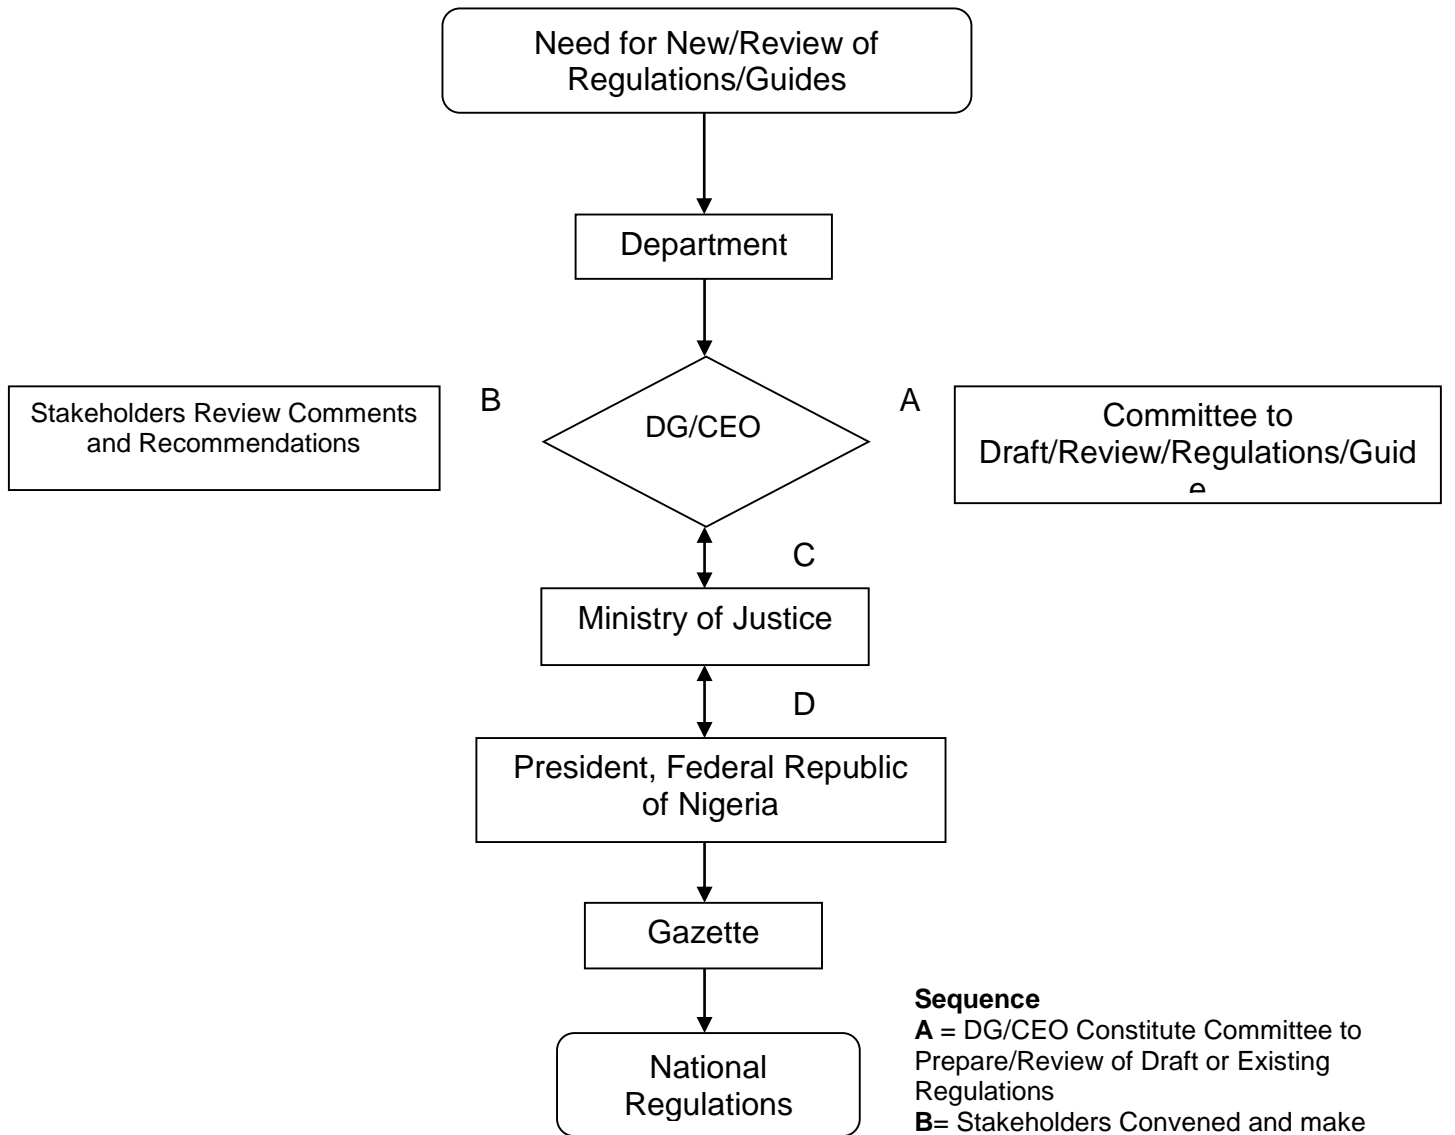 Need for New/Review of
Regulations/Guides
Department
Stakeholders Review Comments
and Recommendations
B
DG/CEO
A
Committee to
Draft/Review/Regulations/Guid
e
C
Ministry of Justice
D
President, Federal Republic
of Nigeria
Gazette
National
Regulations
Sequence
A = DG/CEO Constitute Committee to
Prepare/Review of Draft or Existing
Regulations
B= Stakeholders Convened and make